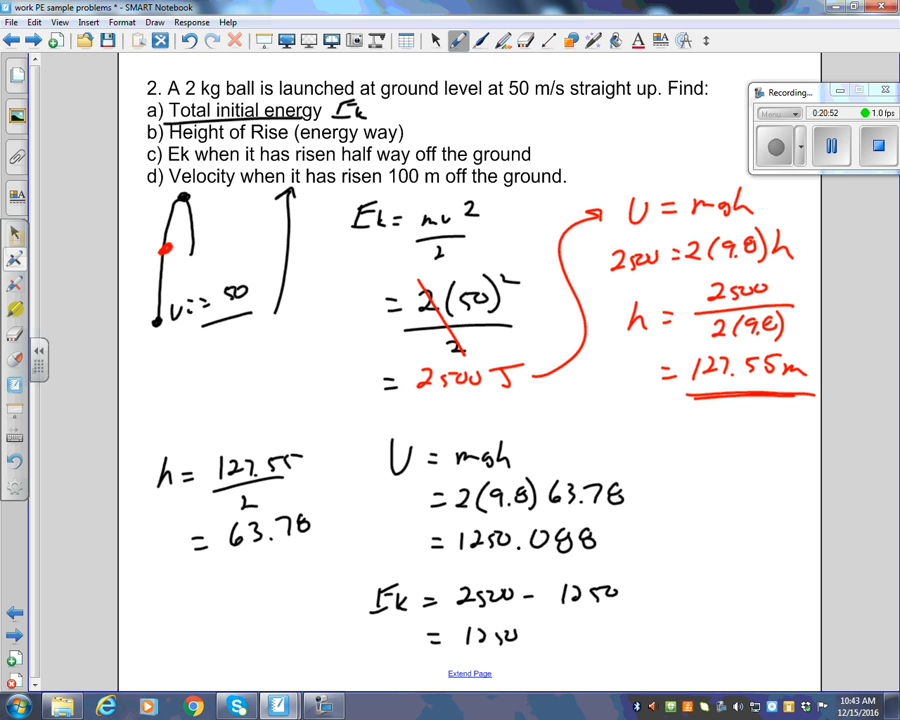 work PE sample problems * - SMART Notebook
File Edit View Insert Format Draw Response Help
Recording...
Menu
0:20:52
1.0 fps
2. A 2 kg ball is launched at ground level at 50 m/s straight up. Find:
a) Total initial energy Ek
b) Height of Rise (energy way)
c) Ek when it has risen half way off the ground
d) Velocity when it has risen 100 m off the ground.
Vi = 50
Ek = mv²
2
= 2(50)²
2
= 2500 J
U = mgh
2500 = 2(9.8)h
h = 2500
2(9.8)
= 127.55m
h = 127.55
2
= 63.78
U = mgh
= 2(9.8) 63.78
= 1250.088
Ek = 2500 - 1250
= 1250
Extend Page
10:43 AM
12/15/2016